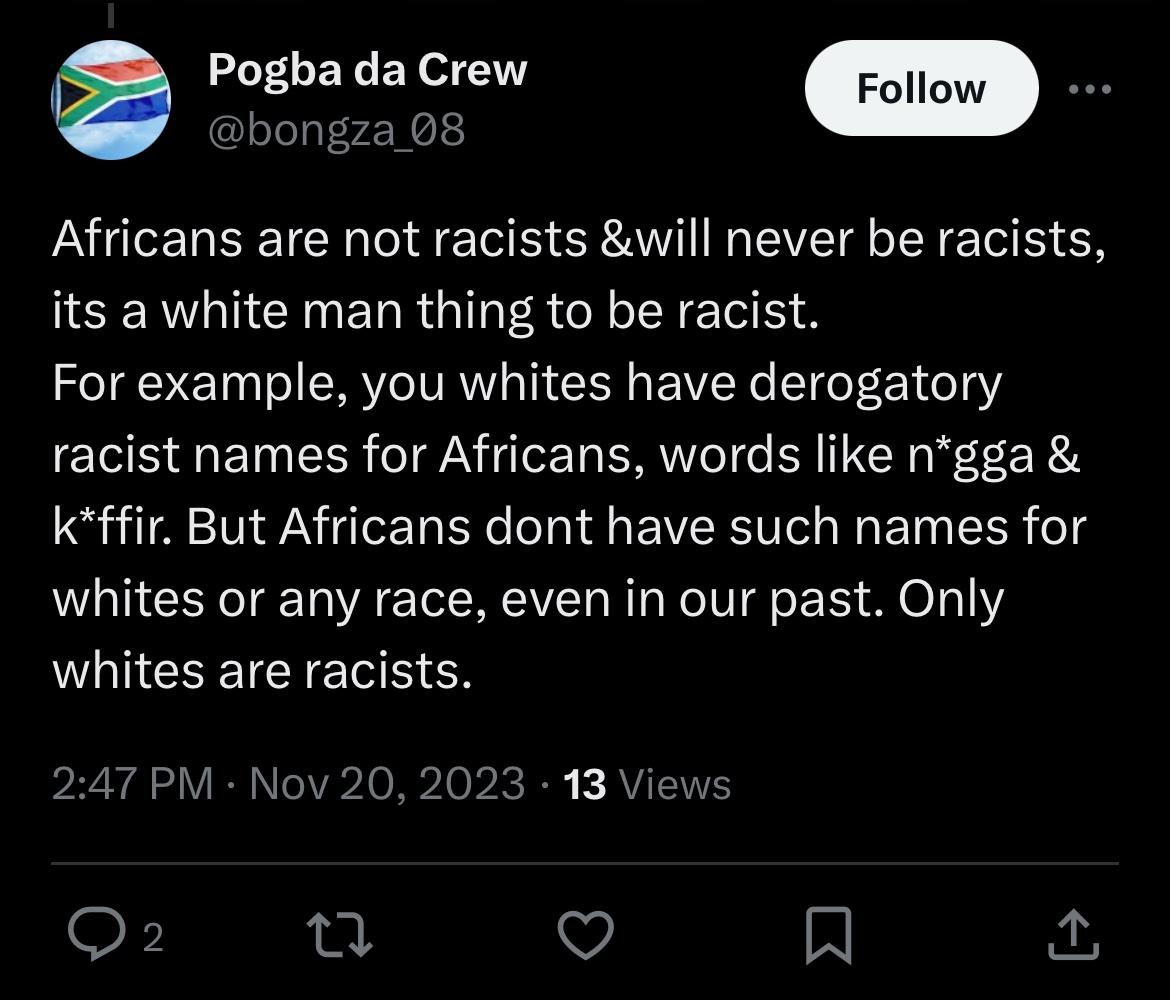 Pogba da Crew
Follow
@bongza_08
Africans are not racists &will never be racists,
its a white man thing to be racist.
For example, you whites have derogatory
racist names for Africans, words like n*gga &
k*ffir. But Africans dont have such names for
whites or any race, even in our past. Only
whites are racists.
2:47 PM · Nov 20, 2023 · 13 Views
2